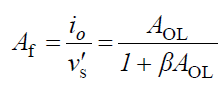 A_f = i_o / v'_s = A_OL / (1 + βA_OL)